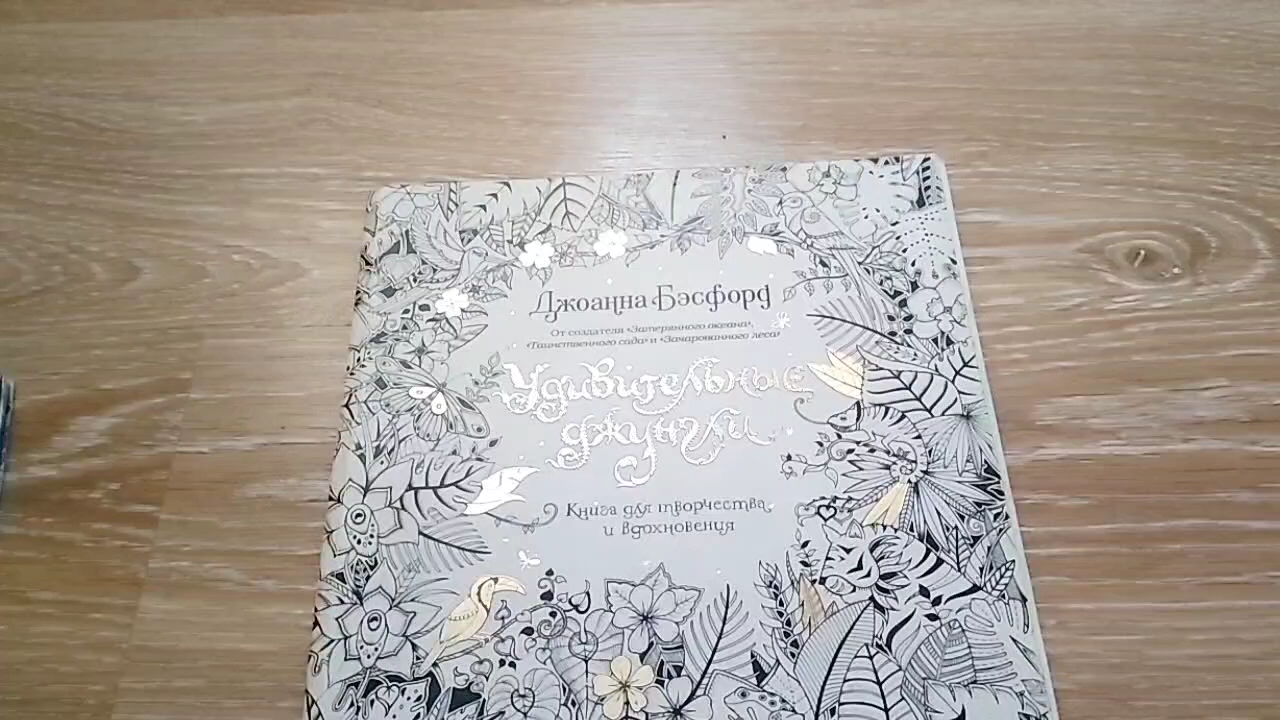 Джоанна Бэсфорд
От создателя «Затерянного океана»,
«Таинственного сада» и «Зачарованного леса»
Удивительные
джунгли
Книга для творчества
и вдохновения